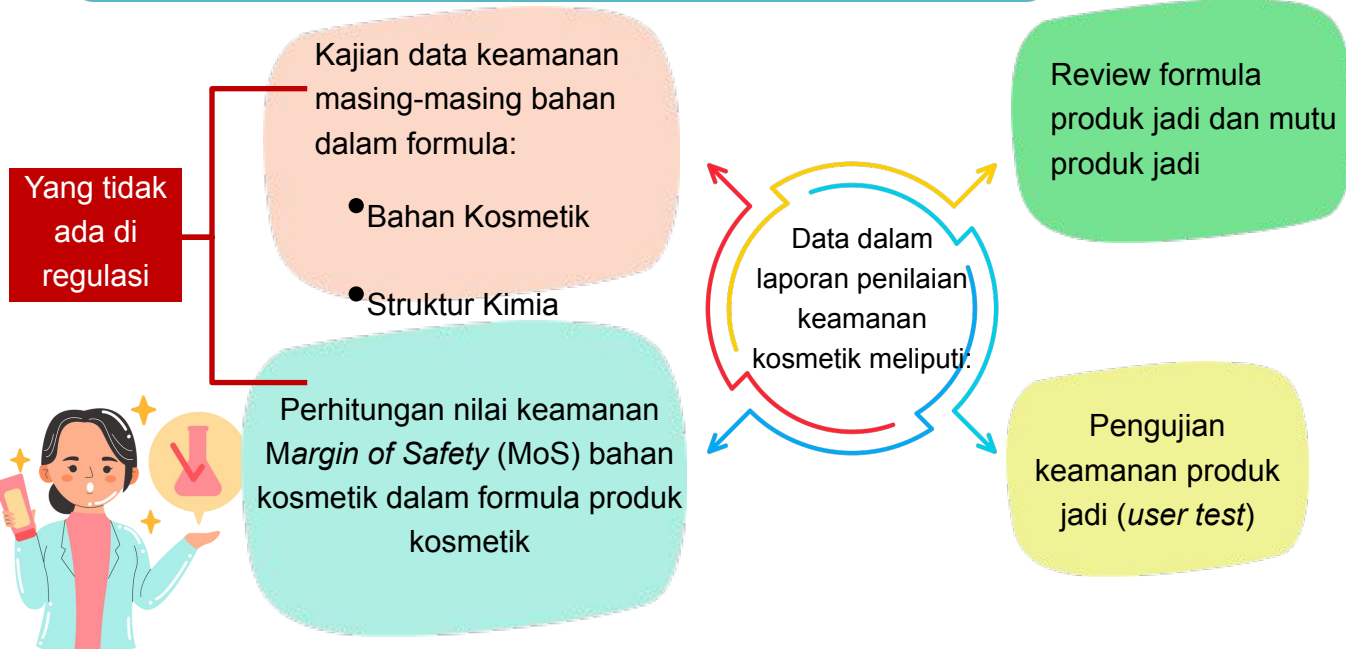 Yang tidak
ada di
regulasi
Kajian data keamanan
masing-masing bahan
dalam formula:
•Bahan Kosmetik
•Struktur Kimia
Perhitungan nilai keamanan
Margin of Safety (MoS) bahan
kosmetik dalam formula produk
kosmetik
Data dalam
laporan penilaian
keamanan
kosmetik meliputi:
Review formula
produk jadi dan mutu
produk jadi
Pengujian
keamanan produk
jadi (user test)